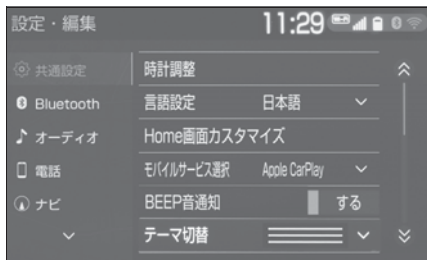 設定・編集 11:29
共通設定
Bluetooth
オーディオ
電話
ナビ
時計調整
言語設定 日本語
Home画面カスタマイズ
モバイルサービス選択 Apple CarPlay
BEEP音通知 する
テーマ切替